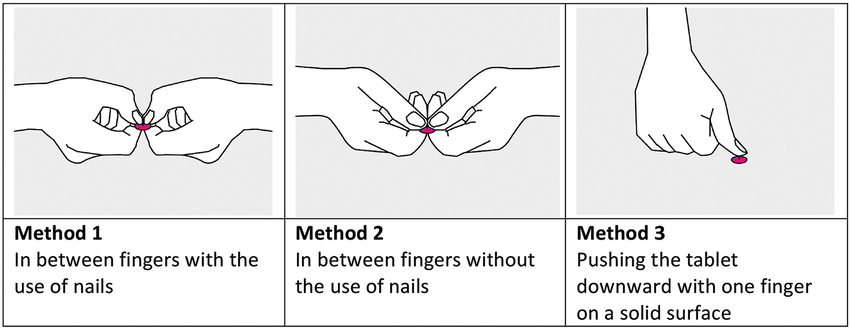 Method 1
In between fingers with the
use of nails
Method 2
In between fingers without
the use of nails
Method 3
Pushing the tablet
downward with one finger
on a solid surface